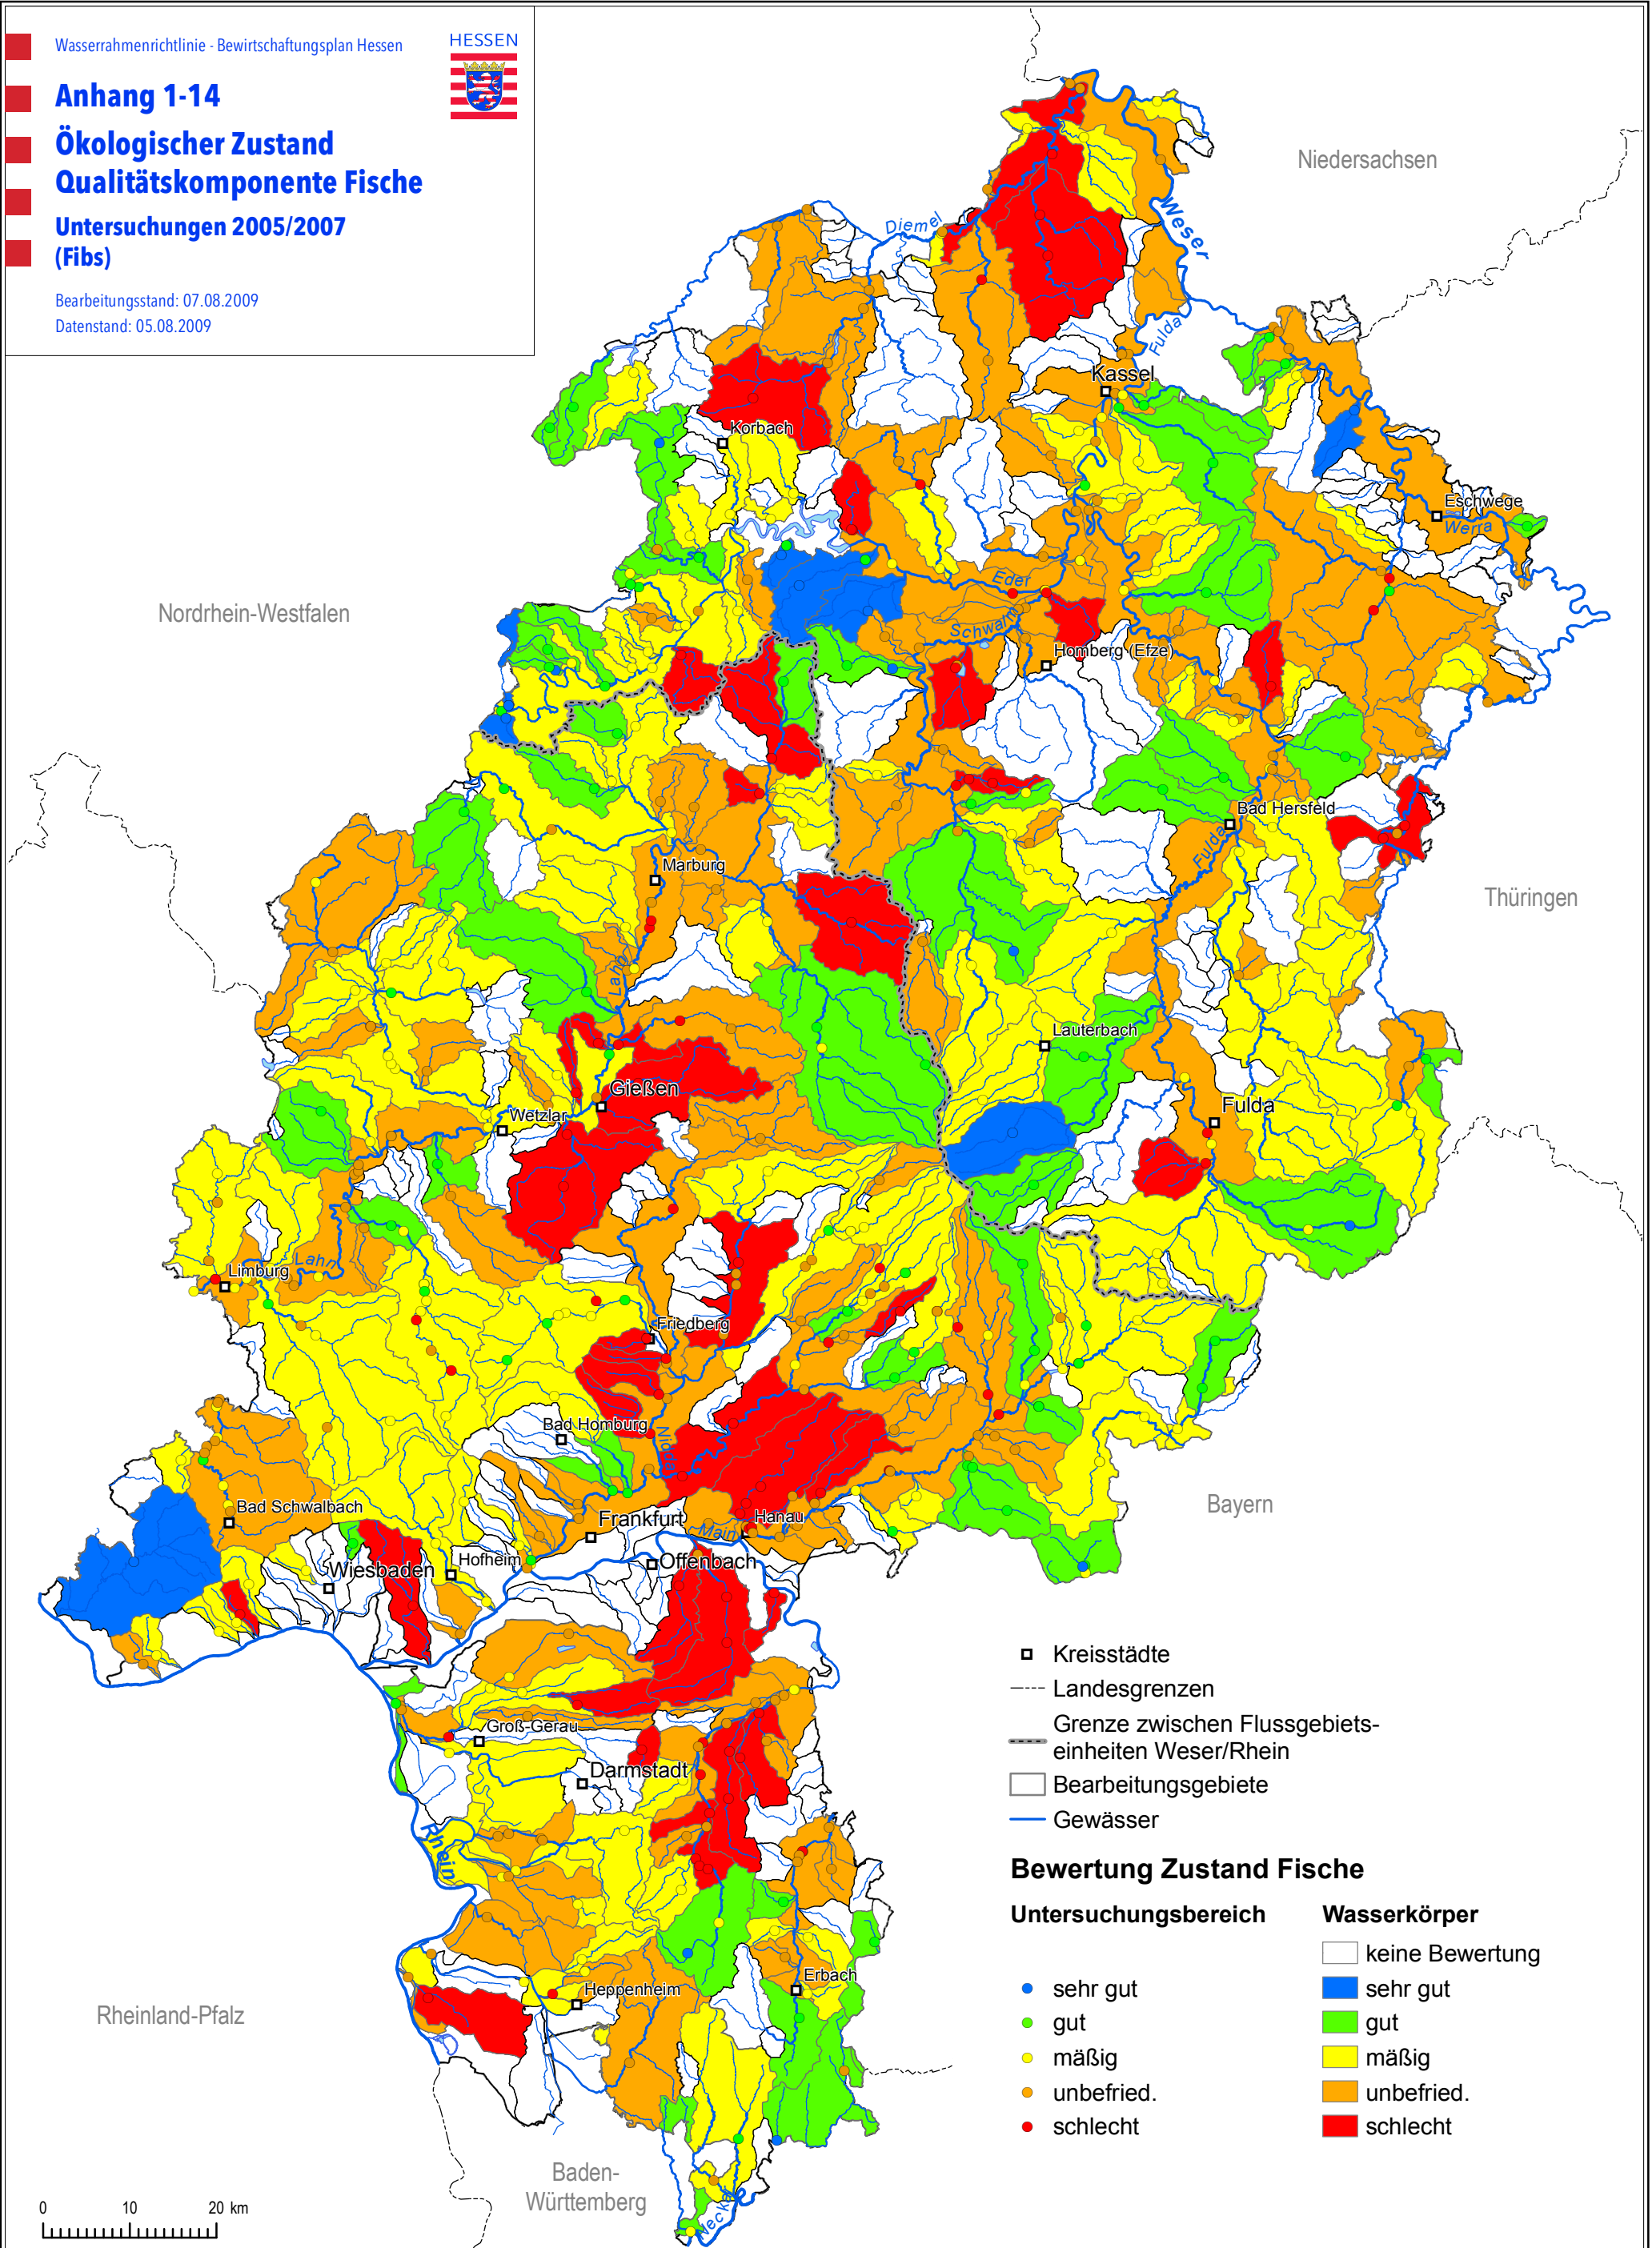 Wasserrahmenrichtlinie - Bewirtschaftungsplan Hessen
HESSEN
Anhang 1-14
Ökologischer Zustand
Qualitätskomponente Fische
Untersuchungen 2005/2007
(Fibs)
Bearbeitungsstand: 07.08.2009
Datenstand: 05.08.2009
Niedersachsen
Diemel
Weser
Fulda
Kassel
Korbach
Eschwege
Werra
Eder
Nordrhein-Westfalen
Schwalm
Homberg (Efze)
Bad Hersfeld
Fulda
Marburg
Thüringen
Lahn
Lauterbach
Gießen
Wetzlar
Fulda
Lahn
Limburg
Friedberg
Bad Homburg
Nidda
Bayern
Bad Schwalbach
Frankfurt
Hanau
Main
Hofheim
Offenbach
Wiesbaden
Groß-Gerau
Darmstadt
Rhein
Erbach
Heppenheim
Rheinland-Pfalz
Baden-
Württemberg
Neckar
0 10 20 km
Kreisstädte
Landesgrenzen
Grenze zwischen Flussgebiets-
einheiten Weser/Rhein
Bearbeitungsgebiete
Gewässer
Bewertung Zustand Fische
Untersuchungsbereich Wasserkörper
keine Bewertung
sehr gut sehr gut
gut gut
mäßig mäßig
unbefried. unbefried.
schlecht schlecht